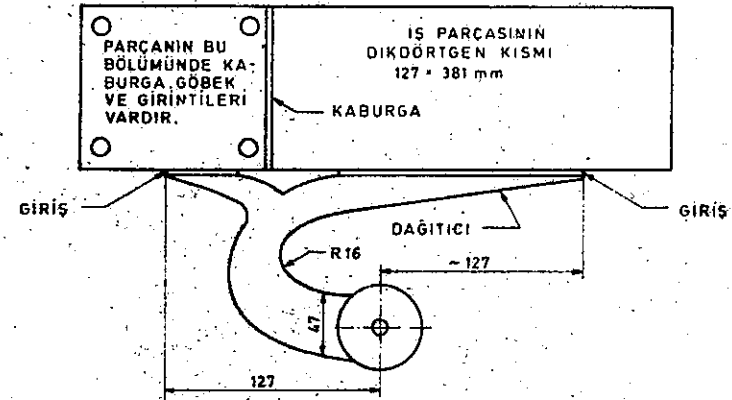 PARÇANIN BU
BÖLÜMÜNDE KA-
BURGA, GÖBEK
VE GİRİNTİLERİ
VARDIR.
İŞ PARÇASININ
DİKDÖRTGEN KISMI
127 * 381 mm
KABURGA
GİRİŞ
GİRİŞ
DAĞITICI
R16
~127
47
127